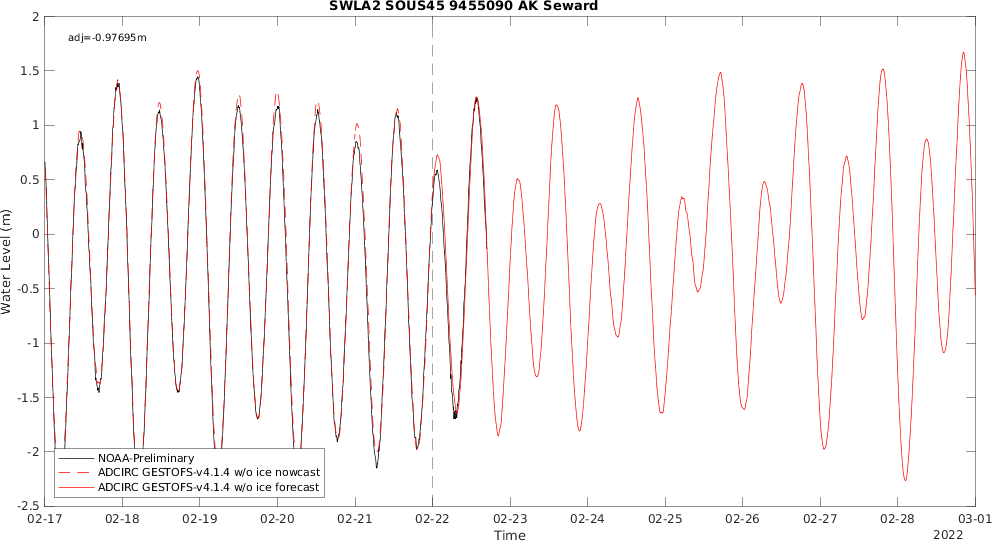 SWLA2 SOUS45 9455090 AK Seward
adj=-0.97695m
2
1.5
1
0.5
0
-0.5
-1
-1.5
-2
-2.5
Water Level (m)
NOAA-Preliminary
ADCIRC GESTOFS-v4.1.4 w/o ice nowcast
ADCIRC GESTOFS-v4.1.4 w/o ice forecast
02-17 02-18 02-19 02-20 02-21 02-22 02-23 02-24 02-25 02-26 02-27 02-28 03-01
Time
2022